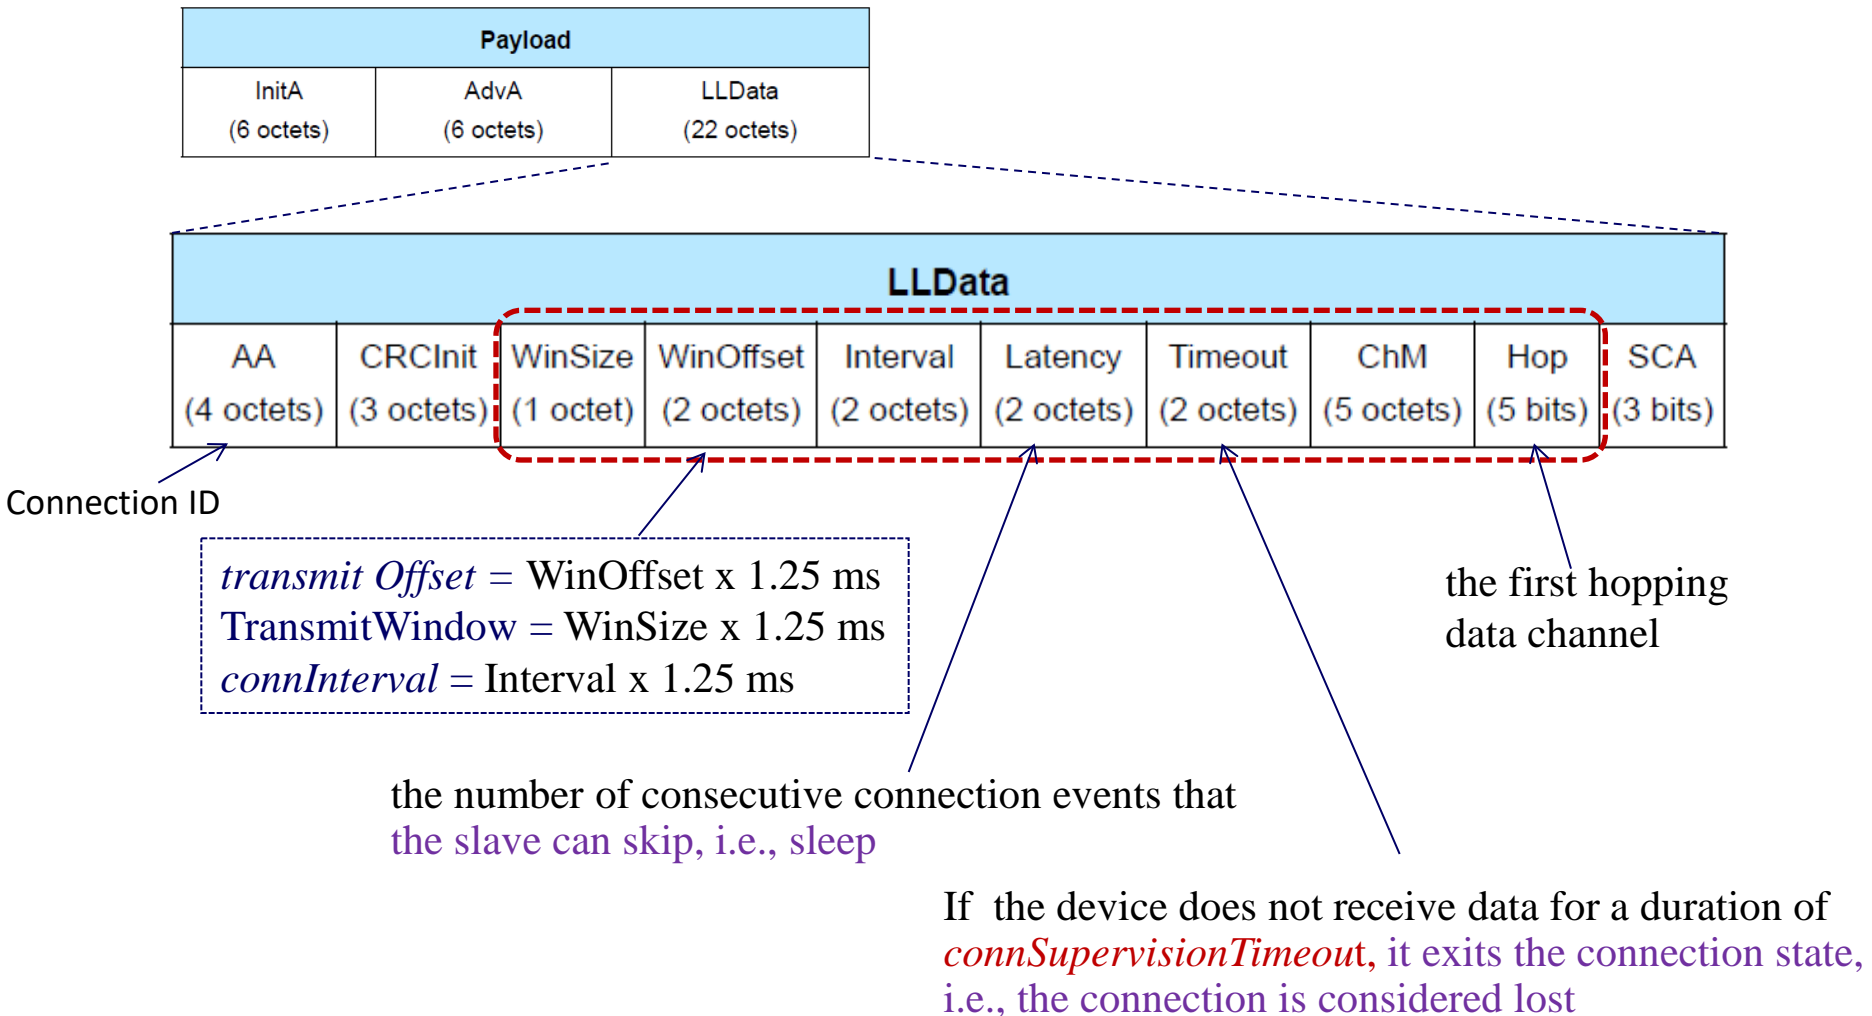 Payload
InitA AdvA LLData
(6 octets) (6 octets) (22 octets)
LLData
AA CRCInit WinSize WinOffset Interval Latency Timeout ChM Hop SCA
(4 octets) (3 octets) (1 octet) (2 octets) (2 octets) (2 octets) (2 octets) (5 octets) (5 bits) (3 bits)
Connection ID
transmit Offset = WinOffset x 1.25 ms
TransmitWindow = WinSize x 1.25 ms
connInterval = Interval x 1.25 ms
the first hopping
data channel
the number of consecutive connection events that
the slave can skip, i.e., sleep
If the device does not receive data for a duration of
connSupervisionTimeout, it exits the connection state,
i.e., the connection is considered lost